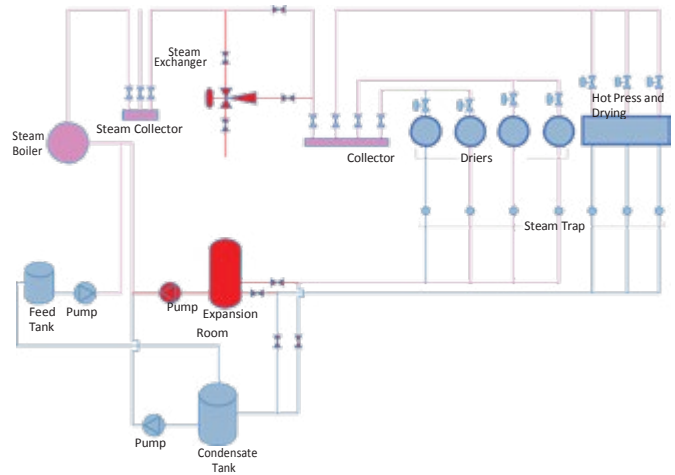 Steam
Exchanger
Hot Press and
Drying
Steam Collector
Steam
Boiler
Collector
Driers
Steam Trap
Feed
Tank
Pump
Pump
Expansion
Room
Pump
Condensate
Tank